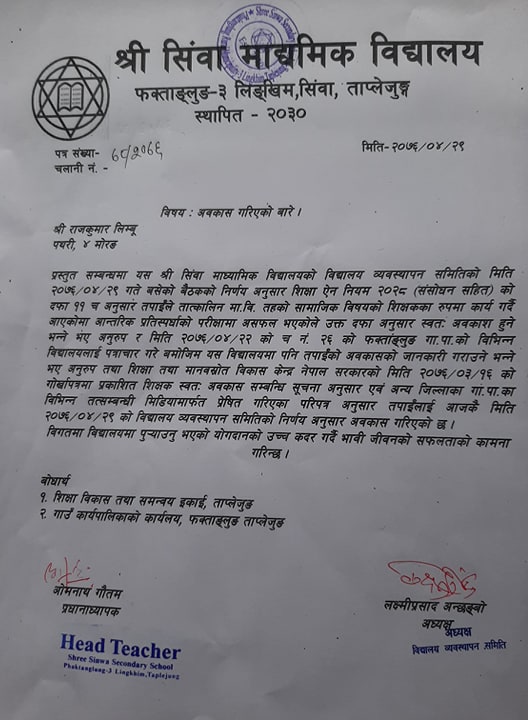 श्री सिंवा माध्यमिक विद्यालय
फक्ताङ्लुङ-३ लिङ्खिम,सिंवा, ताप्लेजुङ्ग
स्थापित - २०३०
पत्र संख्या-
मिति-२०७६/०४/२९
चलानी नं. -
विषय : अवकास गरिएको बारे ।
श्री राजकुमार लिम्बू
पथरी, ४ मोरङ
प्रस्तुत सम्बन्धमा यस श्री सिंवा माध्यामिक विद्यालयको विद्यालय व्यवस्थापन समितिको मिति
२०७६/०४/२९ गते बसेको बैठकको निर्णय अनुसार शिक्षा ऐन नियम २०२८ (संसोधन सहित) को
दफा ११ च अनुसार तपाईंले तात्कालिन मा.वि. तहको सामाजिक विषयको शिक्षकका रुपमा कार्य गर्दै
आएकोमा आन्तरिक प्रतिस्पर्धाको परीक्षामा असफल भएकोले उक्त दफा अनुसार स्वतः अवकाश हुने
भन्ने भए अनुरुप र मिति २०७६/०४/२२ को च नं. २६ को फक्ताङलुङ गा.पा.को विभिन्न
विद्यालयलाई पत्राचार गरे बमोजिम यस विद्यालयमा पनि तपाईंको अवकासको जानकारी गराउने भन्ने
भए अनुरुप तथा शिक्षा तथा मानवस्रोत विकास केन्द्र नेपाल सरकारको मिति २०७६/०३/१६ को
गोर्खापत्रमा प्रकाशित शिक्षक स्वतः अवकास सम्बन्धि सूचना अनुसार एवं अन्य जिल्लाका गा.पा.का
विभिन्न तत्सम्बन्धी मिडियामार्फत प्रेषित गरिएका परिपत्र अनुसार तपाईंलाई आजकै मिति
२०७६/०४/२९ को विद्यालय व्यवस्थापन समितिको निर्णय अनुसार अवकास गरिएको छ ।
विगतमा विद्यालयमा पुऱ्याउनु भएको योगदानको उच्च कदर गर्दै भावी जीवनको सफलताको कामना
गरिन्छ ।
बोधार्थ
१. शिक्षा विकास तथा समन्वय इकाई, ताप्लेजुङ
२. गाउँ कार्यपालिकाको कार्यलय, फक्ताङ्लुङ ताप्लेजुङ
ओमनाथ गौतम
प्रधानाध्यापक
लक्ष्मीप्रसाद अन्छङ्बो
अध्यक्ष
अध्यक्ष
विद्यालय व्यवस्थापन समिति
Head Teacher
Shree Sinwa Secondary School
Phaktanglung-3 Lingkhim,Taplejung